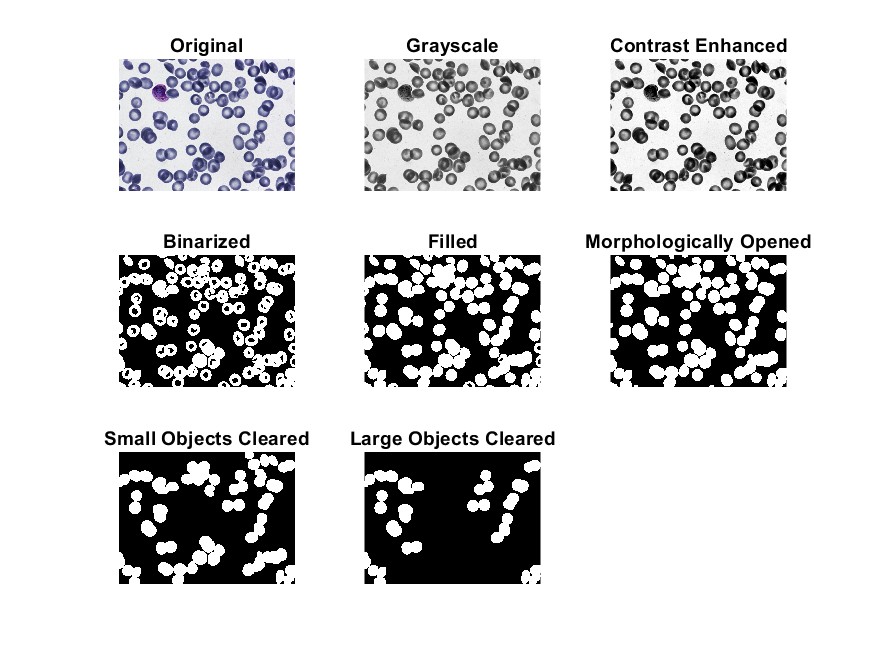 Original
Grayscale
Contrast Enhanced
Binarized
Filled
Morphologically Opened
Small Objects Cleared
Large Objects Cleared